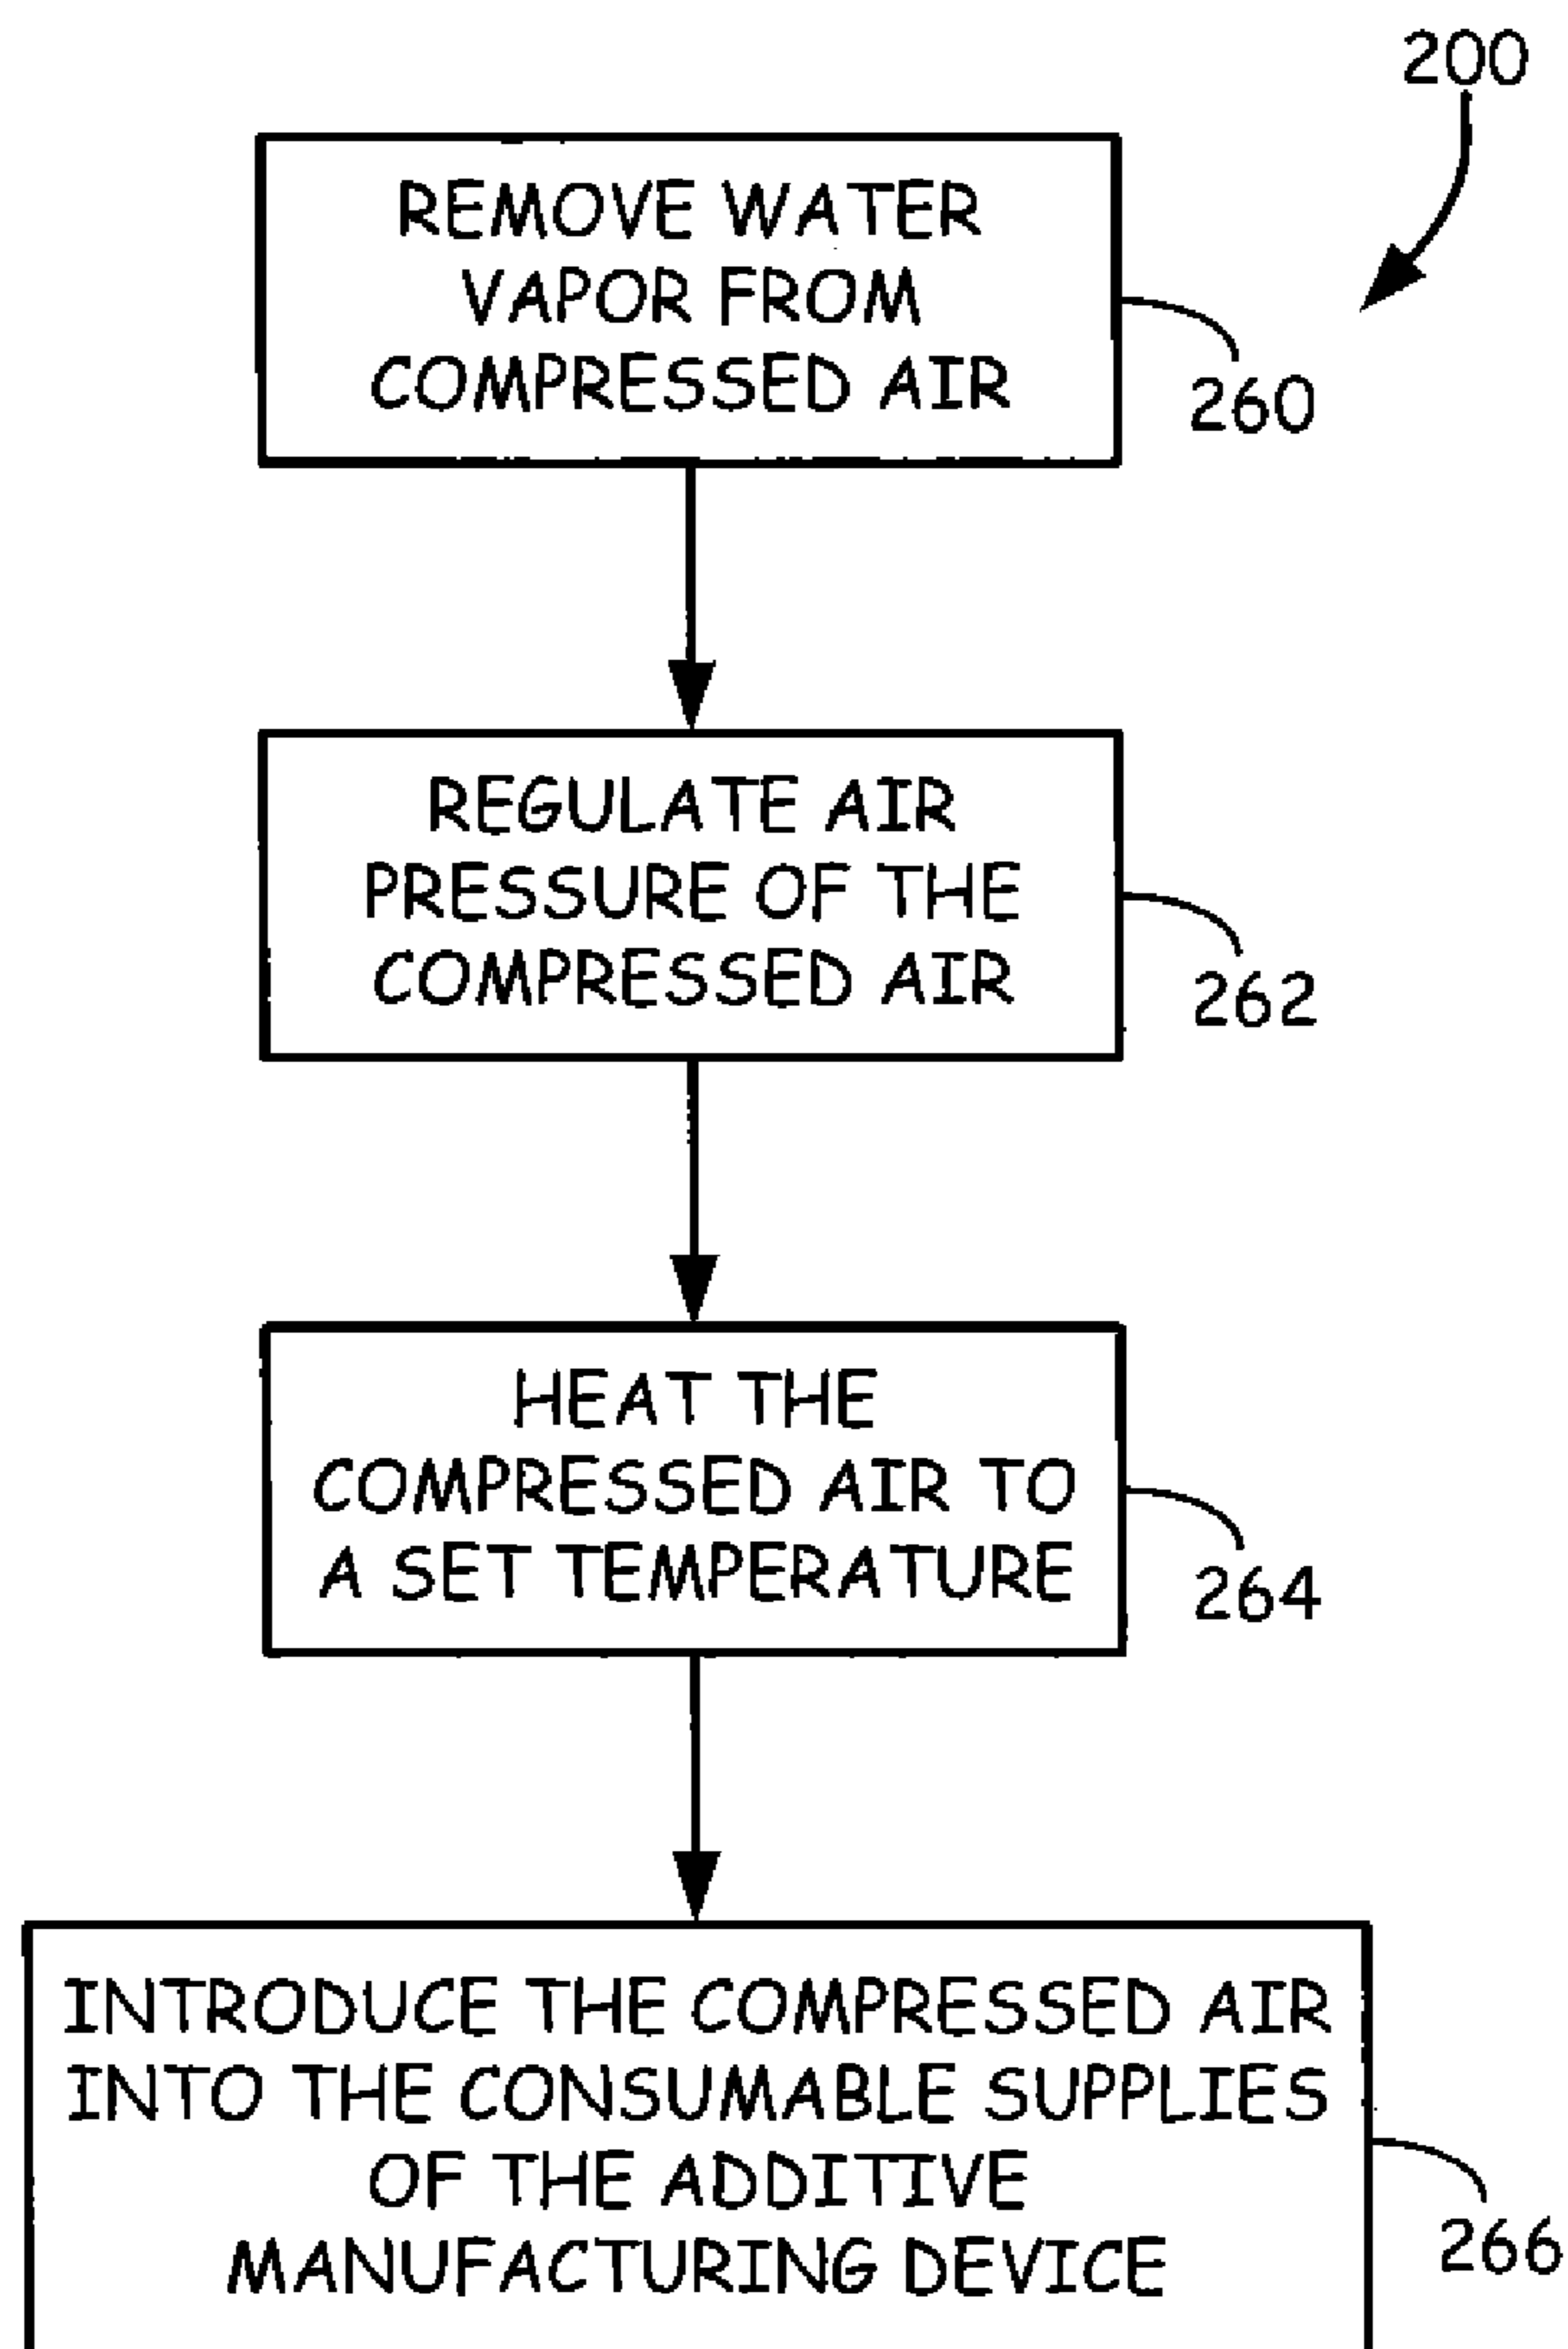 200
REMOVE WATER
VAPOR FROM
COMPRESSED AIR
260
REGULATE AIR
PRESSURE OF THE
COMPRESSED AIR
262
HEAT THE
COMPRESSED AIR TO
A SET TEMPERATURE
264
INTRODUCE THE COMPRESSED AIR
INTO THE CONSUMABLE SUPPLIES
OF THE ADDITIVE
MANUFACTURING DEVICE
266